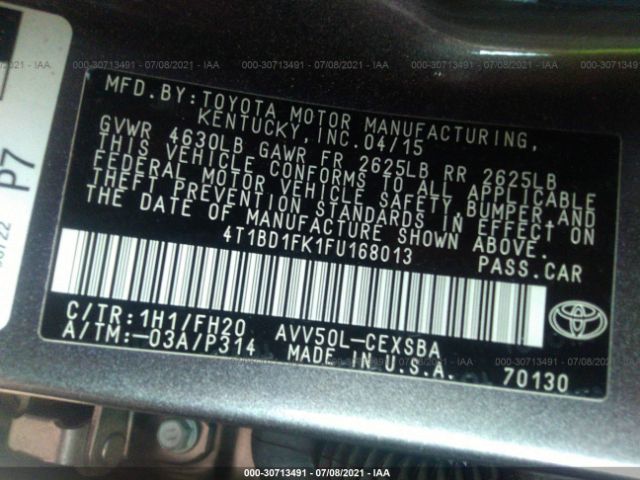 000-30713491 - 07/08/2021 - IAA
MFD.BY:TOYOTA MOTOR MANUFACTURING,
KENTUCKY,INC.04/15
GVWR 4630LB GAWR FR 2625LB RR 2625LB
THIS VEHICLE CONFORMS TO ALL APPLICABLE
FEDERAL MOTOR VEHICLE SAFETY,BUMPER,AND
THEFT PREVENTION STANDARDS IN EFFECT ON
THE DATE OF MANUFACTURE SHOWN ABOVE.
4T1BD1FK1FU168013 PASS.CAR
C/TR:1H1/FH20 AVV50L-CEXSBA
A/TM:-03A/P314 MADE IN U.S.A. 70130
P7
000-30713491 - 07/08/2021 - IAA